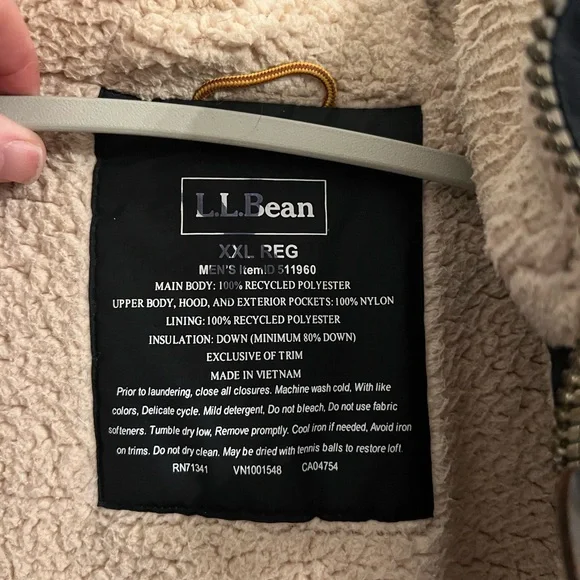 L.L.Bean
XXL REG
MEN'S ItemID 511960
MAIN BODY: 100% RECYCLED POLYESTER
UPPER BODY, HOOD, AND EXTERIOR POCKETS: 100% NYLON
LINING: 100% RECYCLED POLYESTER
INSULATION: DOWN (MINIMUM 80% DOWN)
EXCLUSIVE OF TRIM
MADE IN VIETNAM
Prior to laundering, close all closures. Machine wash cold, With like
colors, Delicate cycle. Mild detergent, Do not bleach, Do not use fabric
softeners. Tumble dry low, Remove promptly. Cool iron if needed, Avoid iron
on trims. Do not dry clean. May be dried with tennis balls to restore loft.
RN71341 VN1001548 CA04754